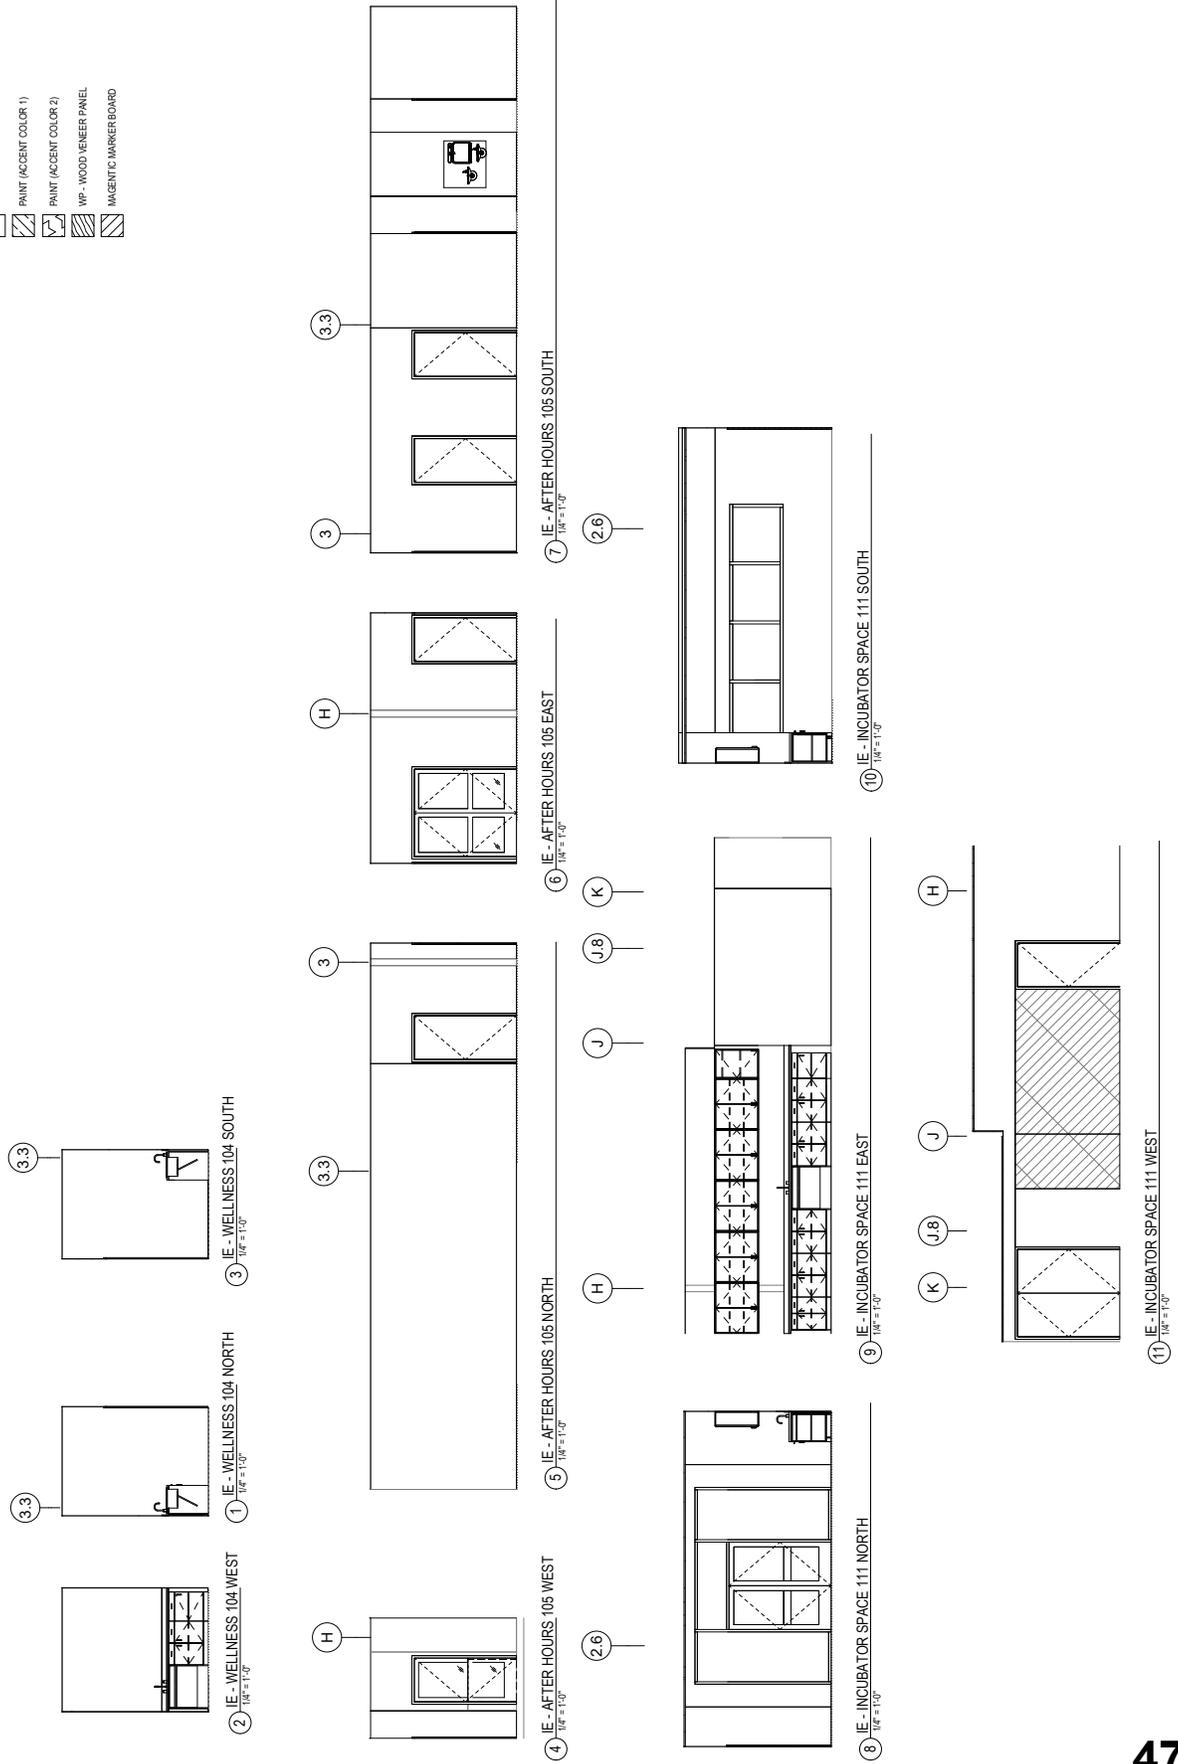 PAINT (ACCENT COLOR 1)
PAINT (ACCENT COLOR 2)
WP - WOOD VENEER PANEL
MAGENTIC MARKER BOARD
3.3
2
IE - WELLNESS 104 WEST
1/4" = 1'-0"
1
IE - WELLNESS 104 NORTH
1/4" = 1'-0"
3.3
3
IE - WELLNESS 104 SOUTH
1/4" = 1'-0"
H
4
IE - AFTER HOURS 105 WEST
1/4" = 1'-0"
3.3
3
5
IE - AFTER HOURS 105 NORTH
1/4" = 1'-0"
H
6
IE - AFTER HOURS 105 EAST
1/4" = 1'-0"
3
3.3
7
IE - AFTER HOURS 105 SOUTH
1/4" = 1'-0"
2.6
8
IE - INCUBATOR SPACE 111 NORTH
1/4" = 1'-0"
H
J
J.8
K
9
IE - INCUBATOR SPACE 111 EAST
1/4" = 1'-0"
2.6
10
IE - INCUBATOR SPACE 111 SOUTH
1/4" = 1'-0"
K
J.8
J
H
11
IE - INCUBATOR SPACE 111 WEST
1/4" = 1'-0"
47